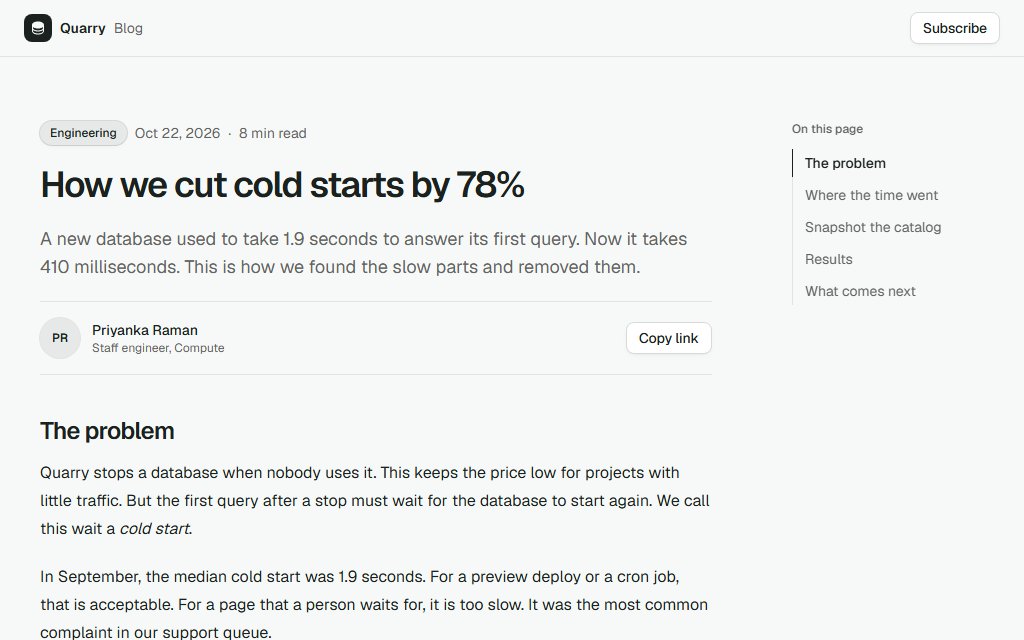 Quarry Blog
Subscribe
Engineering Oct 22, 2026 · 8 min read
How we cut cold starts by 78%
A new database used to take 1.9 seconds to answer its first query. Now it takes
410 milliseconds. This is how we found the slow parts and removed them.
PR
Priyanka Raman
Staff engineer, Compute
Copy link
The problem
Quarry stops a database when nobody uses it. This keeps the price low for projects with
little traffic. But the first query after a stop must wait for the database to start again. We call
this wait a cold start.
In September, the median cold start was 1.9 seconds. For a preview deploy or a cron job,
that is acceptable. For a page that a person waits for, it is too slow. It was the most common
complaint in our support queue.
On this page
The problem
Where the time went
Snapshot the catalog
Results
What comes next